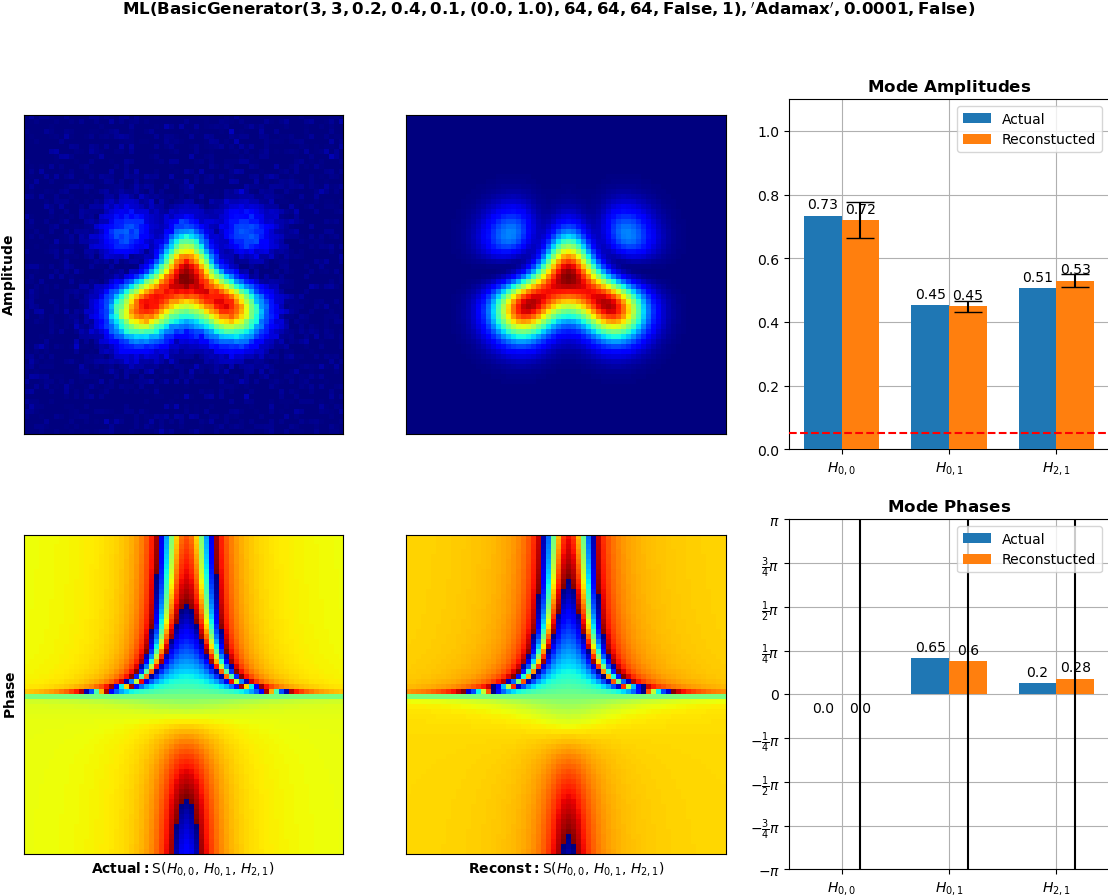 ML(BasicGenerator(3, 3, 0.2, 0.4, 0.1, (0.0, 1.0), 64, 64, 64, False, 1), 'Adamax', 0.0001, False)
Amplitude
Mode Amplitudes
Actual
Reconstucted
1.0
0.8
0.6
0.4
0.2
0.0
0.73
0.72
0.45
0.45
0.51
0.53
H0,0
H0,1
H2,1
Phase
Actual: S(H0,0, H0,1, H2,1)
Reconst: S(H0,0, H0,1, H2,1)
Mode Phases
Actual
Reconstucted
π
3/4π
1/2π
1/4π
0
−1/4π
−1/2π
−3/4π
−π
0.0
0.0
0.65
0.6
0.2
0.28
H0,0
H0,1
H2,1